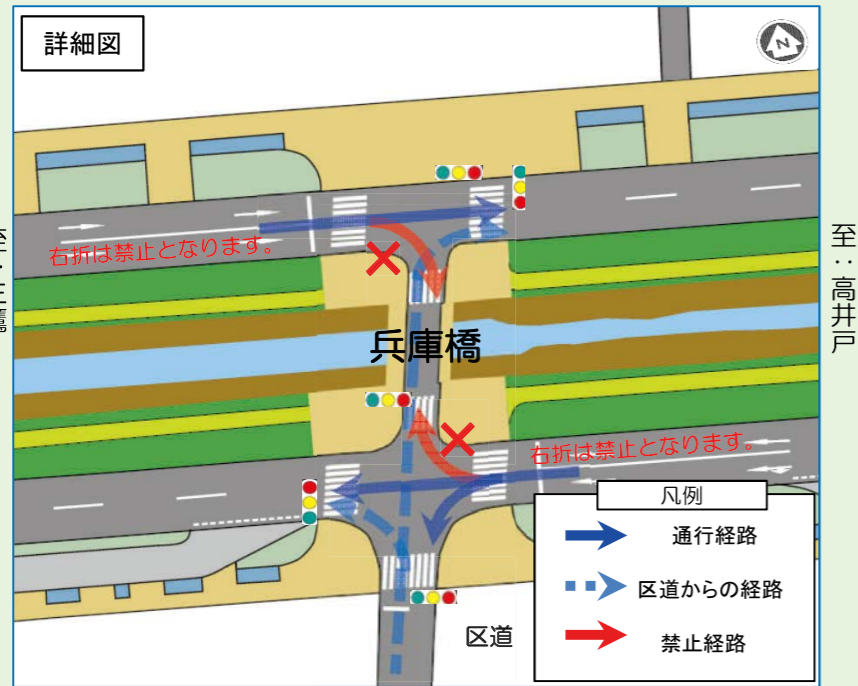 詳細図
N
右折は禁止となります。
至：高井戸
兵庫橋
右折は禁止となります。
凡例
通行経路
区道からの経路
禁止経路
区道